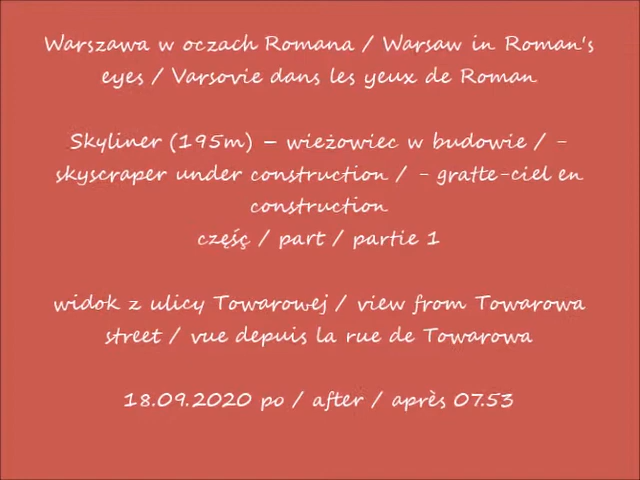 Warszawa w oczach Romana / Warsaw in Roman's
eyes / Varsovie dans les yeux de Roman
Skyliner (195m) – wieżowiec w budowie / -
skyscraper under construction / - gratte-ciel en
construction
częśç / part / partie 1
widok z ulicy Towarowej / view from Towarowa
street / vue depuis la rue de Towarowa
18.09.2020 po / after / après 07.53